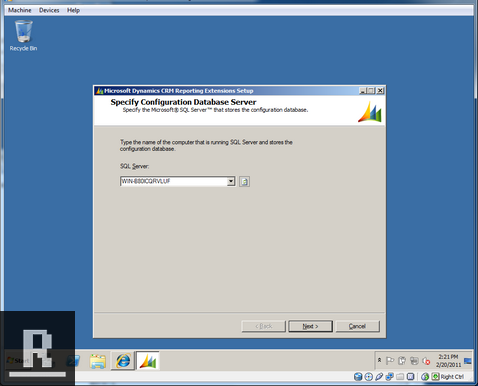 Machine Devices Help
Recycle Bin
Microsoft Dynamics CRM Reporting Extensions Setup
Specify Configuration Database Server
Specify the Microsoft® SQL Server™ that stores the configuration database.
Type the name of the computer that is running SQL Server and stores the
configuration database.
SQL Server:
< Back Next > Cancel
R
Start
2:21 PM
2/20/2011
Right Ctrl